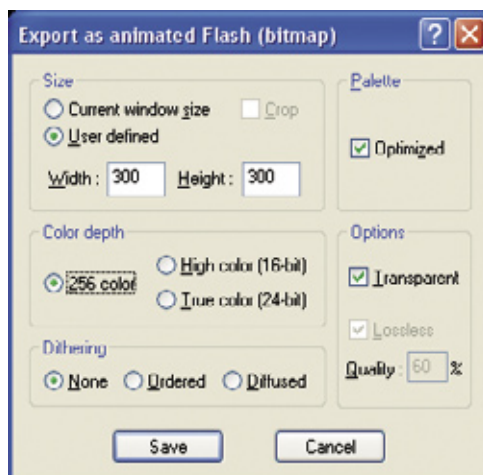 Export as animated Flash (bitmap)
Size
Current window size
Crop
User defined
Width : 300 Height : 300
Palette
Optimized
Color depth
256 color
High color (16-bit)
True color (24-bit)
Options
Transparent
Lossless
Quality : 60 %
Dithering
None Ordered Diffused
Save Cancel